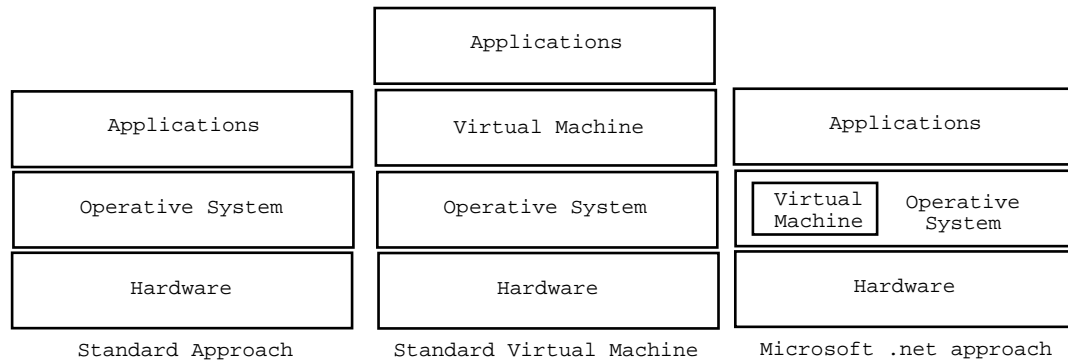 Applications
Operative System
Hardware
Standard Approach
Applications
Virtual Machine
Operative System
Hardware
Standard Virtual Machine
Applications
Virtual
Machine
Operative
System
Hardware
Microsoft .net approach